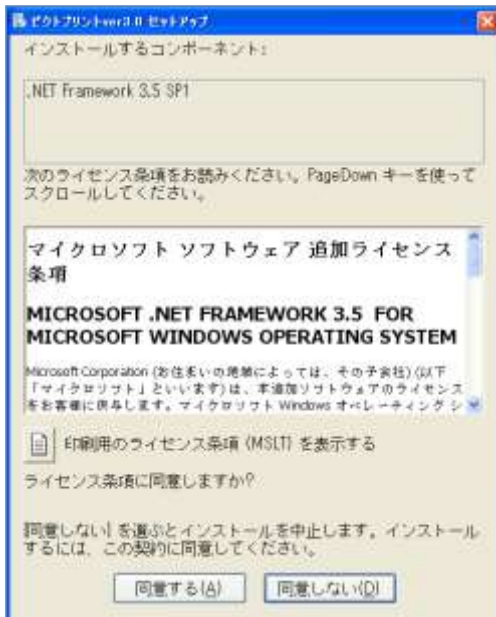 ピクトプリントver3.0 セットアップ
インストールするコンポーネント:
.NET Framework 3.5 SP1
次のライセンス条項をお読みください。PageDown キーを使って
スクロールしてください。
マイクロソフト ソフトウェア 追加ライセンス
条項
MICROSOFT .NET FRAMEWORK 3.5 FOR
MICROSOFT WINDOWS OPERATING SYSTEM
Microsoft Corporation (お住まいの地域によっては、その子会社) (以下
「マイクロソフト」といいます) は、本追加ソフトウェアのライセンス
をお客様に供与します。マイクロソフト Windows オペレーティング シ
印刷用のライセンス条項 (MSLT) を表示する
ライセンス条項に同意しますか?
[同意しない] を選ぶとインストールを中止します。インストール
するには、この契約に同意してください。
同意する(A)
同意しない(D)